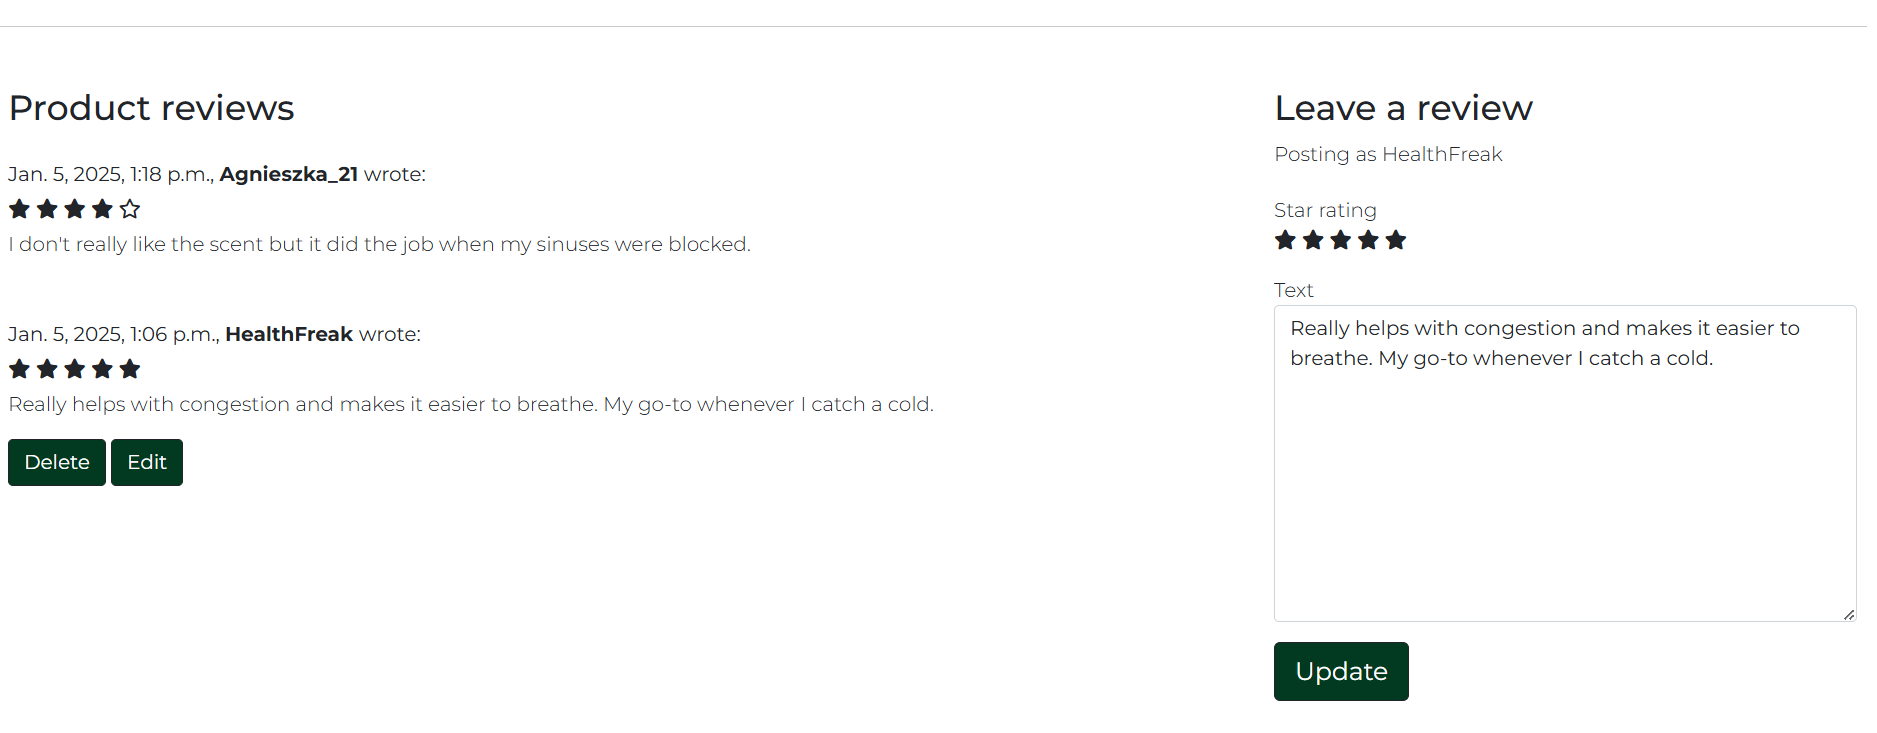 Product reviews
Jan. 5, 2025, 1:18 p.m., Agnieszka_21 wrote:
I don't really like the scent but it did the job when my sinuses were blocked.
Jan. 5, 2025, 1:06 p.m., HealthFreak wrote:
Really helps with congestion and makes it easier to breathe. My go-to whenever I catch a cold.
Delete Edit
Leave a review
Posting as HealthFreak
Star rating
Text
Really helps with congestion and makes it easier to
breathe. My go-to whenever I catch a cold.
Update